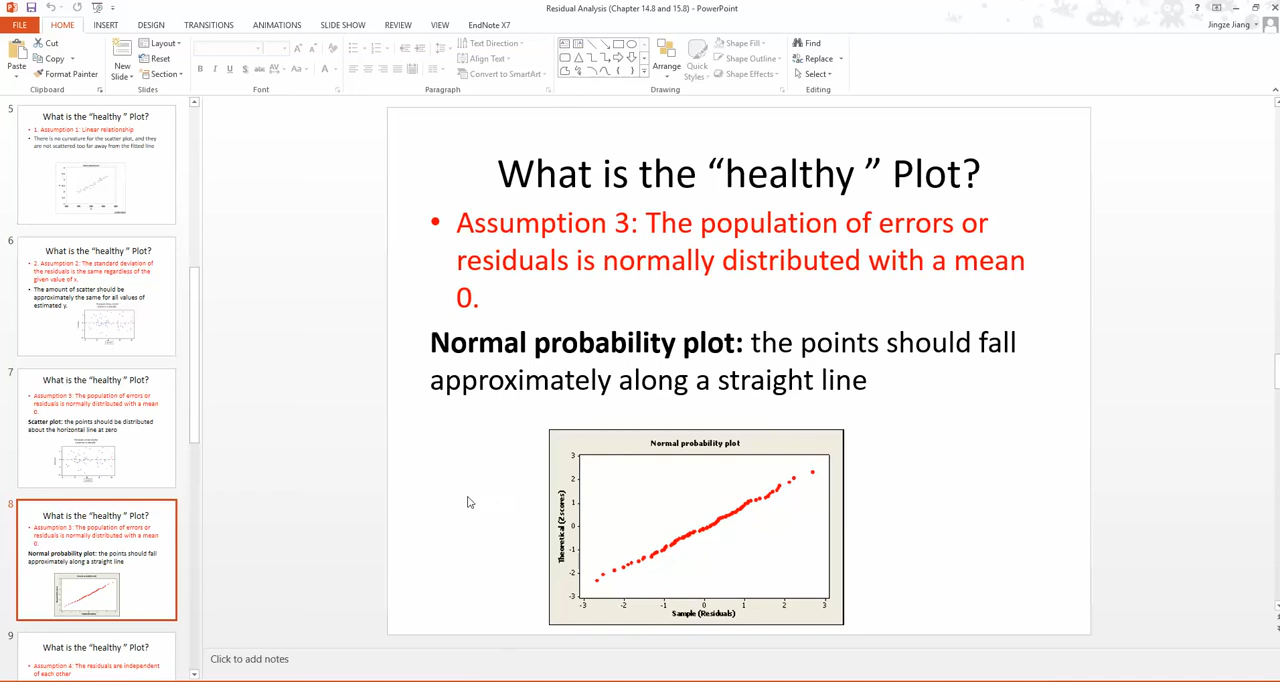 Residual Analysis (Chapter 14.8 and 15.8) - PowerPoint
FILE HOME INSERT DESIGN TRANSITIONS ANIMATIONS SLIDE SHOW REVIEW VIEW EndNote X7 Jingze Jiang
Paste
Cut
Copy
Format Painter
Clipboard
New
Slide
Layout
Reset
Section
Slides
B I U S abc AV Aa A
Font
Text Direction
Align Text
Convert to SmartArt
Paragraph
Arrange
Quick
Styles
Shape Fill
Shape Outline
Shape Effects
Drawing
Find
Replace
Select
Editing
5
What is the "healthy" Plot?
• 1. Assumption 1: Linear relationship
• There is no curvature for the scatter plot, and they
are not scattered too far away from the fitted line
6
What is the "healthy" Plot?
• 2. Assumption 2: The standard deviation of
the residuals is the same regardless of the
given value of x.
• The amount of scatter should be
approximately the same for all values of
estimated y.
7
What is the "healthy" Plot?
• Assumption 3: The population of errors or
residuals is normally distributed with a mean
0.
Scatter plot: the points should be distributed
about the horizontal line at zero
8
What is the "healthy" Plot?
• Assumption 3: The population of errors or
residuals is normally distributed with a mean
0.
Normal probability plot: the points should fall
approximately along a straight line
9
What is the "healthy" Plot?
• Assumption 4: The residuals are independent
of each other
What is the “healthy ” Plot?
• Assumption 3: The population of errors or
residuals is normally distributed with a mean
0.
Normal probability plot: the points should fall
approximately along a straight line
Normal probability plot
Theoretical (Z scores)
3
2
1
0
-1
-2
-3
-3 -2 -1 0 1 2 3
Sample (Residuals)
Click to add notes